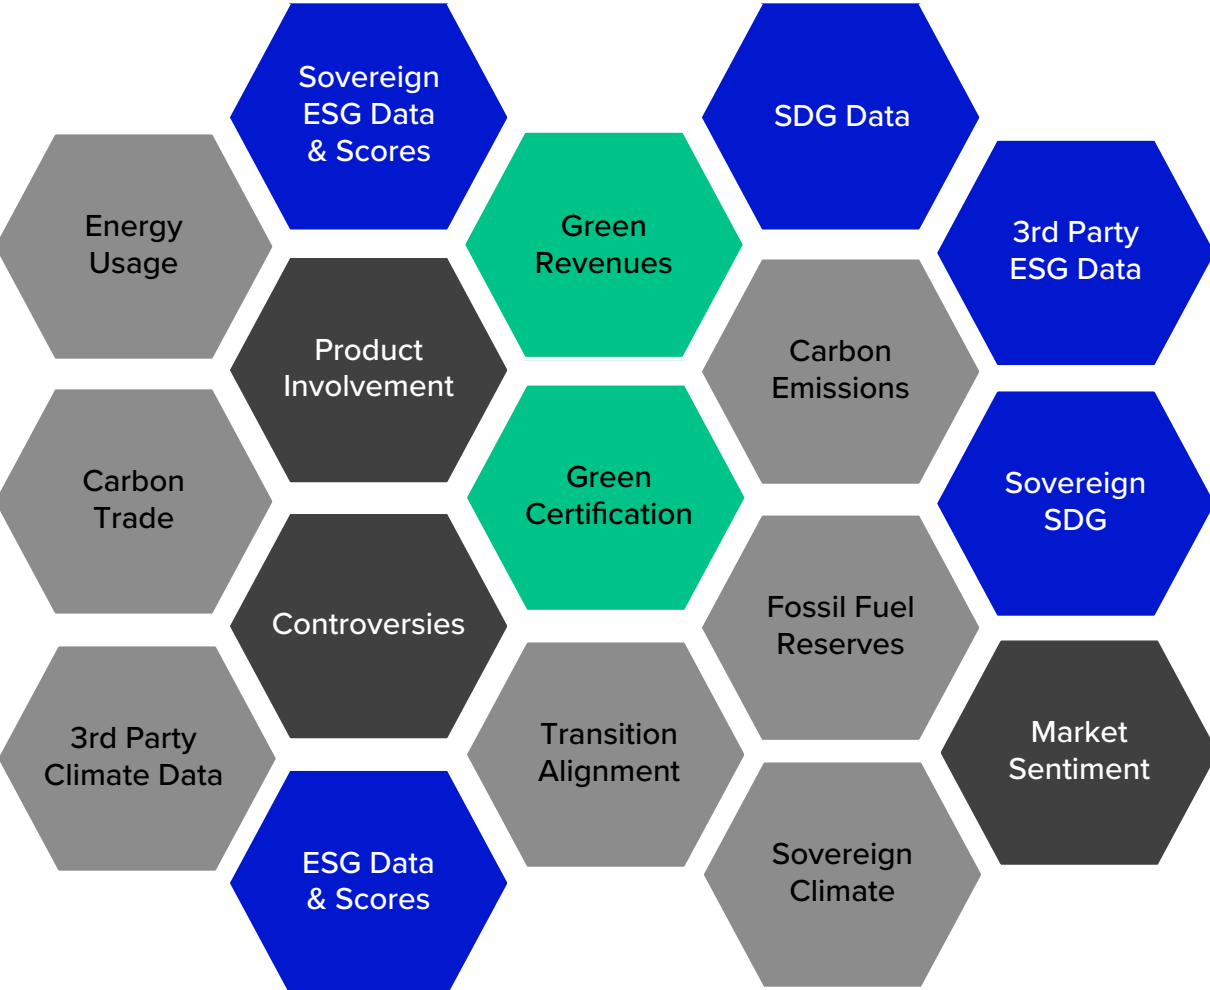 Sovereign
ESG Data
& Scores
SDG Data
Energy
Usage
Green
Revenues
3rd Party
ESG Data
Product
Involvement
Carbon
Emissions
Carbon
Trade
Green
Certification
Sovereign
SDG
Controversies
Fossil Fuel
Reserves
3rd Party
Climate Data
Transition
Alignment
Market
Sentiment
ESG Data
& Scores
Sovereign
Climate